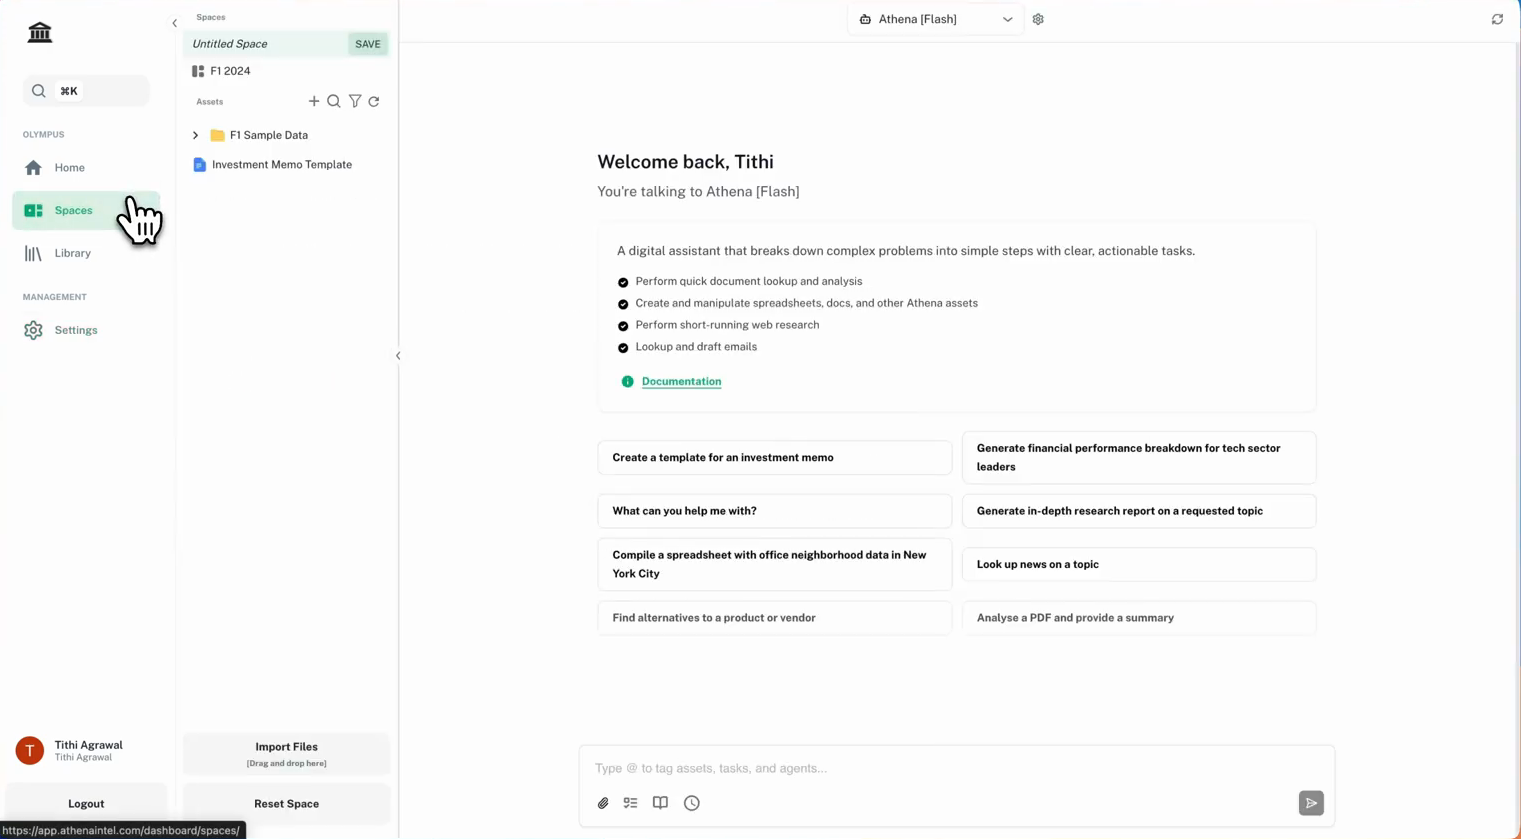 Spaces
Untitled Space
SAVE
F1 2024
Assets
F1 Sample Data
Investment Memo Template
⌘K
OLYMPUS
Home
Spaces
Library
MANAGEMENT
Settings
T
Tithi Agrawal
Tithi Agrawal
Logout
Import Files
[Drag and drop here]
Reset Space
https://app.athenaintel.com/dashboard/spaces/
Athena [Flash]
Welcome back, Tithi
You're talking to Athena [Flash]
A digital assistant that breaks down complex problems into simple steps with clear, actionable tasks.
Perform quick document lookup and analysis
Create and manipulate spreadsheets, docs, and other Athena assets
Perform short-running web research
Lookup and draft emails
Documentation
Create a template for an investment memo
Generate financial performance breakdown for tech sector
leaders
What can you help me with?
Generate in-depth research report on a requested topic
Compile a spreadsheet with office neighborhood data in New
York City
Look up news on a topic
Find alternatives to a product or vendor
Analyse a PDF and provide a summary
Type @ to tag assets, tasks, and agents...